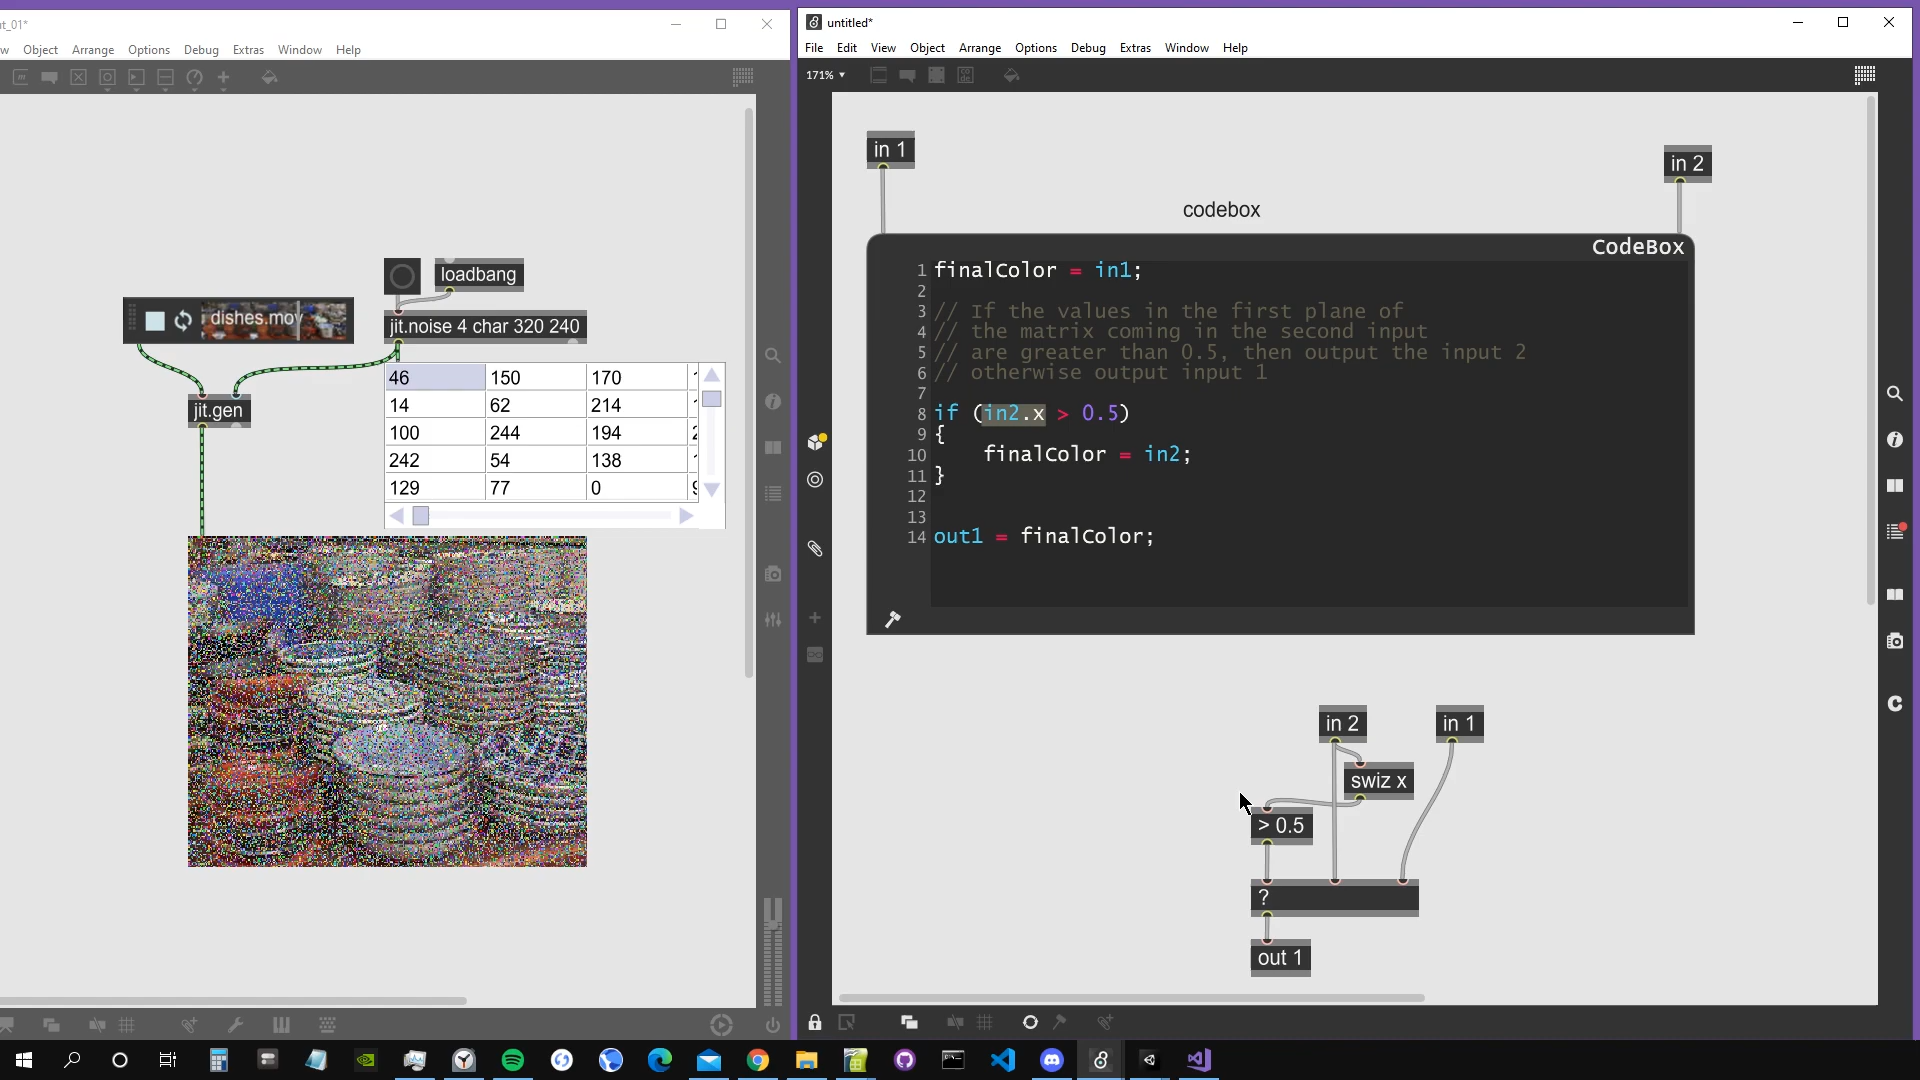 t_01*
w Object Arrange Options Debug Extras Window Help
loadbang
dishes.mov
jit.noise 4 char 320 240
46 150 170
14 62 214
100 244 194
242 54 138
129 77 0
jit.gen
untitled*
File Edit View Object Arrange Options Debug Extras Window Help
171%
in 1
in 2
codebox
CodeBox
1 finalColor = in1;
2
3 // If the values in the first plane of
4 // the matrix coming in the second input
5 // are greater than 0.5, then output the input 2
6 // otherwise output input 1
7
8 if (in2.x > 0.5)
9 {
10 finalColor = in2;
11 }
12
13
14 out1 = finalColor;
in 2
in 1
swiz x
> 0.5
?
out 1